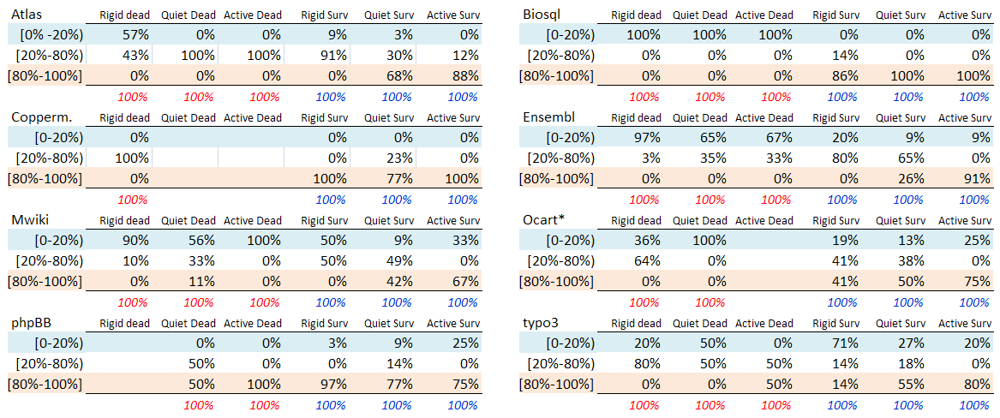 Atlas Rigid dead Quiet Dead Active Dead Rigid Surv Quiet Surv Active Surv
[0% -20%) 57% 0% 0% 9% 3% 0%
[20%-80%) 43% 100% 100% 91% 30% 12%
[80%-100%] 0% 0% 0% 0% 68% 88%
100% 100% 100% 100% 100% 100%
Copperm. Rigid dead Quiet Dead Active Dead Rigid Surv Quiet Surv Active Surv
[0-20%) 0% 0% 0% 0%
[20%-80%) 100% 0% 23% 0%
[80%-100%] 0% 100% 77% 100%
100% 100% 100% 100%
Mwiki Rigid dead Quiet Dead Active Dead Rigid Surv Quiet Surv Active Surv
[0-20%) 90% 56% 100% 50% 9% 33%
[20%-80%) 10% 33% 0% 50% 49% 0%
[80%-100%] 0% 11% 0% 0% 42% 67%
100% 100% 100% 100% 100% 100%
phpBB Rigid dead Quiet Dead Active Dead Rigid Surv Quiet Surv Active Surv
[0-20%) 0% 0% 3% 9% 25%
[20%-80%) 50% 0% 0% 14% 0%
[80%-100%] 50% 100% 97% 77% 75%
100% 100% 100% 100% 100%
Biosql Rigid dead Quiet Dead Active Dead Rigid Surv Quiet Surv Active Surv
[0-20%) 100% 100% 100% 0% 0% 0%
[20%-80%) 0% 0% 0% 14% 0% 0%
[80%-100%] 0% 0% 0% 86% 100% 100%
100% 100% 100% 100% 100% 100%
Ensembl Rigid dead Quiet Dead Active Dead Rigid Surv Quiet Surv Active Surv
[0-20%) 97% 65% 67% 20% 9% 9%
[20%-80%) 3% 35% 33% 80% 65% 0%
[80%-100%] 0% 0% 0% 0% 26% 91%
100% 100% 100% 100% 100% 100%
Ocart* Rigid dead Quiet Dead Active Dead Rigid Surv Quiet Surv Active Surv
[0-20%) 36% 100% 19% 13% 25%
[20%-80%) 64% 0% 41% 38% 0%
[80%-100%] 0% 0% 41% 50% 75%
100% 100% 100% 100% 100%
typo3 Rigid dead Quiet Dead Active Dead Rigid Surv Quiet Surv Active Surv
[0-20%) 20% 50% 0% 71% 27% 20%
[20%-80%) 80% 50% 50% 14% 18% 0%
[80%-100%] 0% 0% 50% 14% 55% 80%
100% 100% 100% 100% 100% 100%